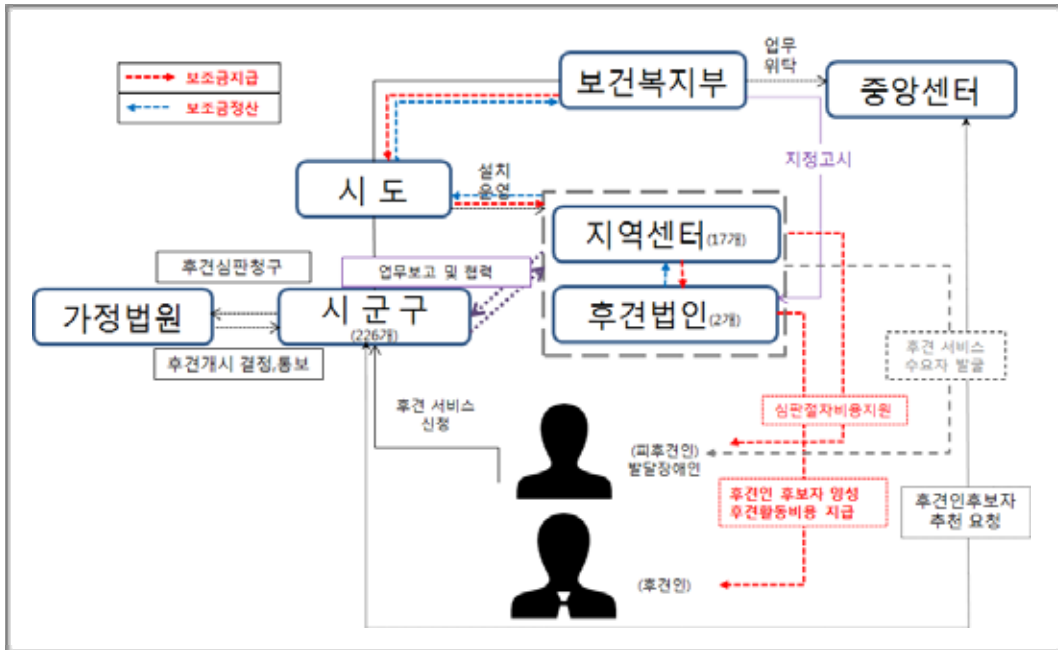 보조금지급
보조금정산
보건복지부
업무
위탁
중앙센터
지정고시
시 도
설치
운영
지역센터(17개)
후견심판청구
업무보고 및 협력
가정법원
시 군구
(226개)
후견법인(2개)
후견개시 결정,통보
후견 서비스
수요자 발굴
후견 서비스
신청
심판절차비용지원
(피후견인)
발달장애인
후견인 후보자 양성
후견활동비용 지급
후견인후보자
추천 요청
(후견인)